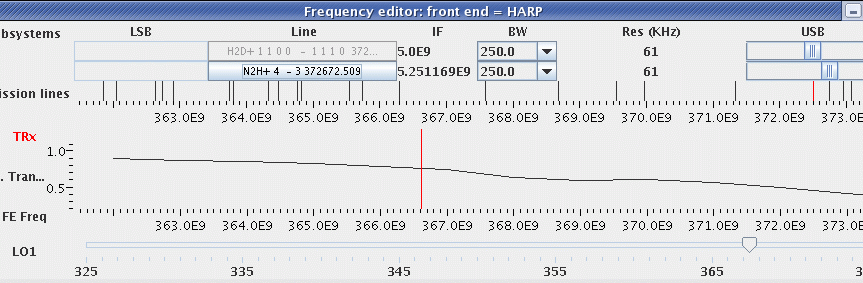 Frequency editor: front end = HARP
bsystems LSB Line IF BW Res (KHz) USB
H2D+ 1 1 0 0 - 1 1 1 0 372... 5.0E9 250.0 61
N2H+ 4 - 3 372672.509 5.251169E9 250.0 61
ission lines
363.0E9 364.0E9 365.0E9 366.0E9 367.0E9 368.0E9 369.0E9 370.0E9 371.0E9 372.0E9 373.0E
TRx
1.0
. Tran...
0.5
FE Freq
363.0E9 364.0E9 365.0E9 366.0E9 367.0E9 368.0E9 369.0E9 370.0E9 371.0E9 372.0E9 373.0E
LO1
325 335 345 355 365 3